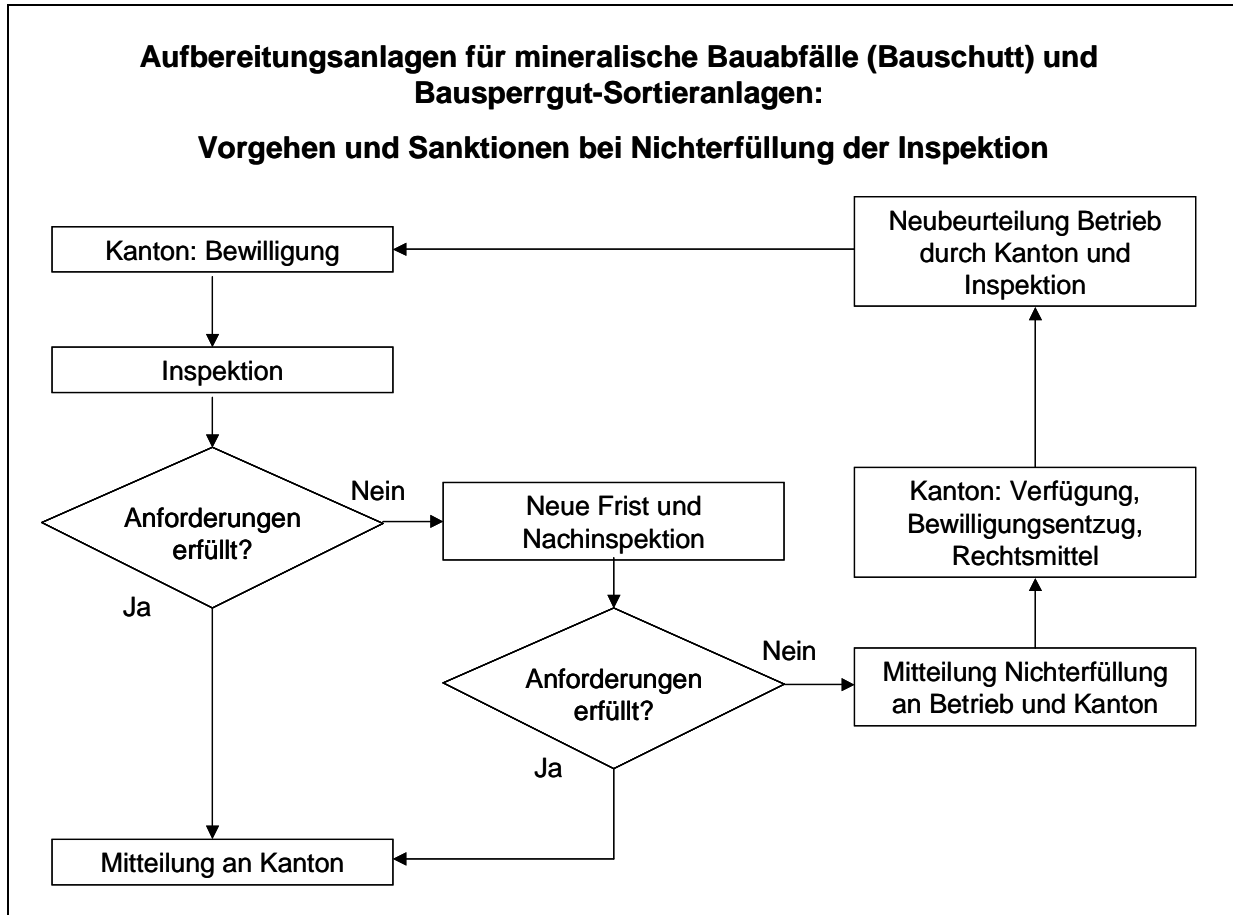 Aufbereitungsanlagen für mineralische Bauabfälle (Bauschutt) und
Bausperrgut-Sortieranlagen:
Vorgehen und Sanktionen bei Nichterfüllung der Inspektion
Kanton: Bewilligung
Neubeurteilung Betrieb
durch Kanton und
Inspektion
Inspektion
Anforderungen
erfüllt?
Nein
Ja
Neue Frist und
Nachinspektion
Kanton: Verfügung,
Bewilligungsentzug,
Rechtsmittel
Anforderungen
erfüllt?
Nein
Ja
Mitteilung Nichterfüllung
an Betrieb und Kanton
Mitteilung an Kanton